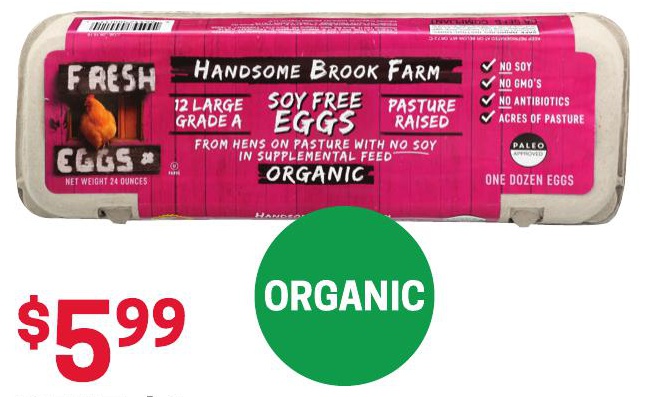 FRESH
EGGS
NET WEIGHT 24 OUNCES
HANDSOME BROOK FARM
12 LARGE
GRADE A
SOY FREE
EGGS
PASTURE
RAISED
FROM HENS ON PASTURE WITH NO SOY
IN SUPPLEMENTAL FEED
ORGANIC
NO SOY
NO GMO'S
NO ANTIBIOTICS
ACRES OF PASTURE
PALEO
APPROVED
ONE DOZEN EGGS
ORGANIC
$5.99